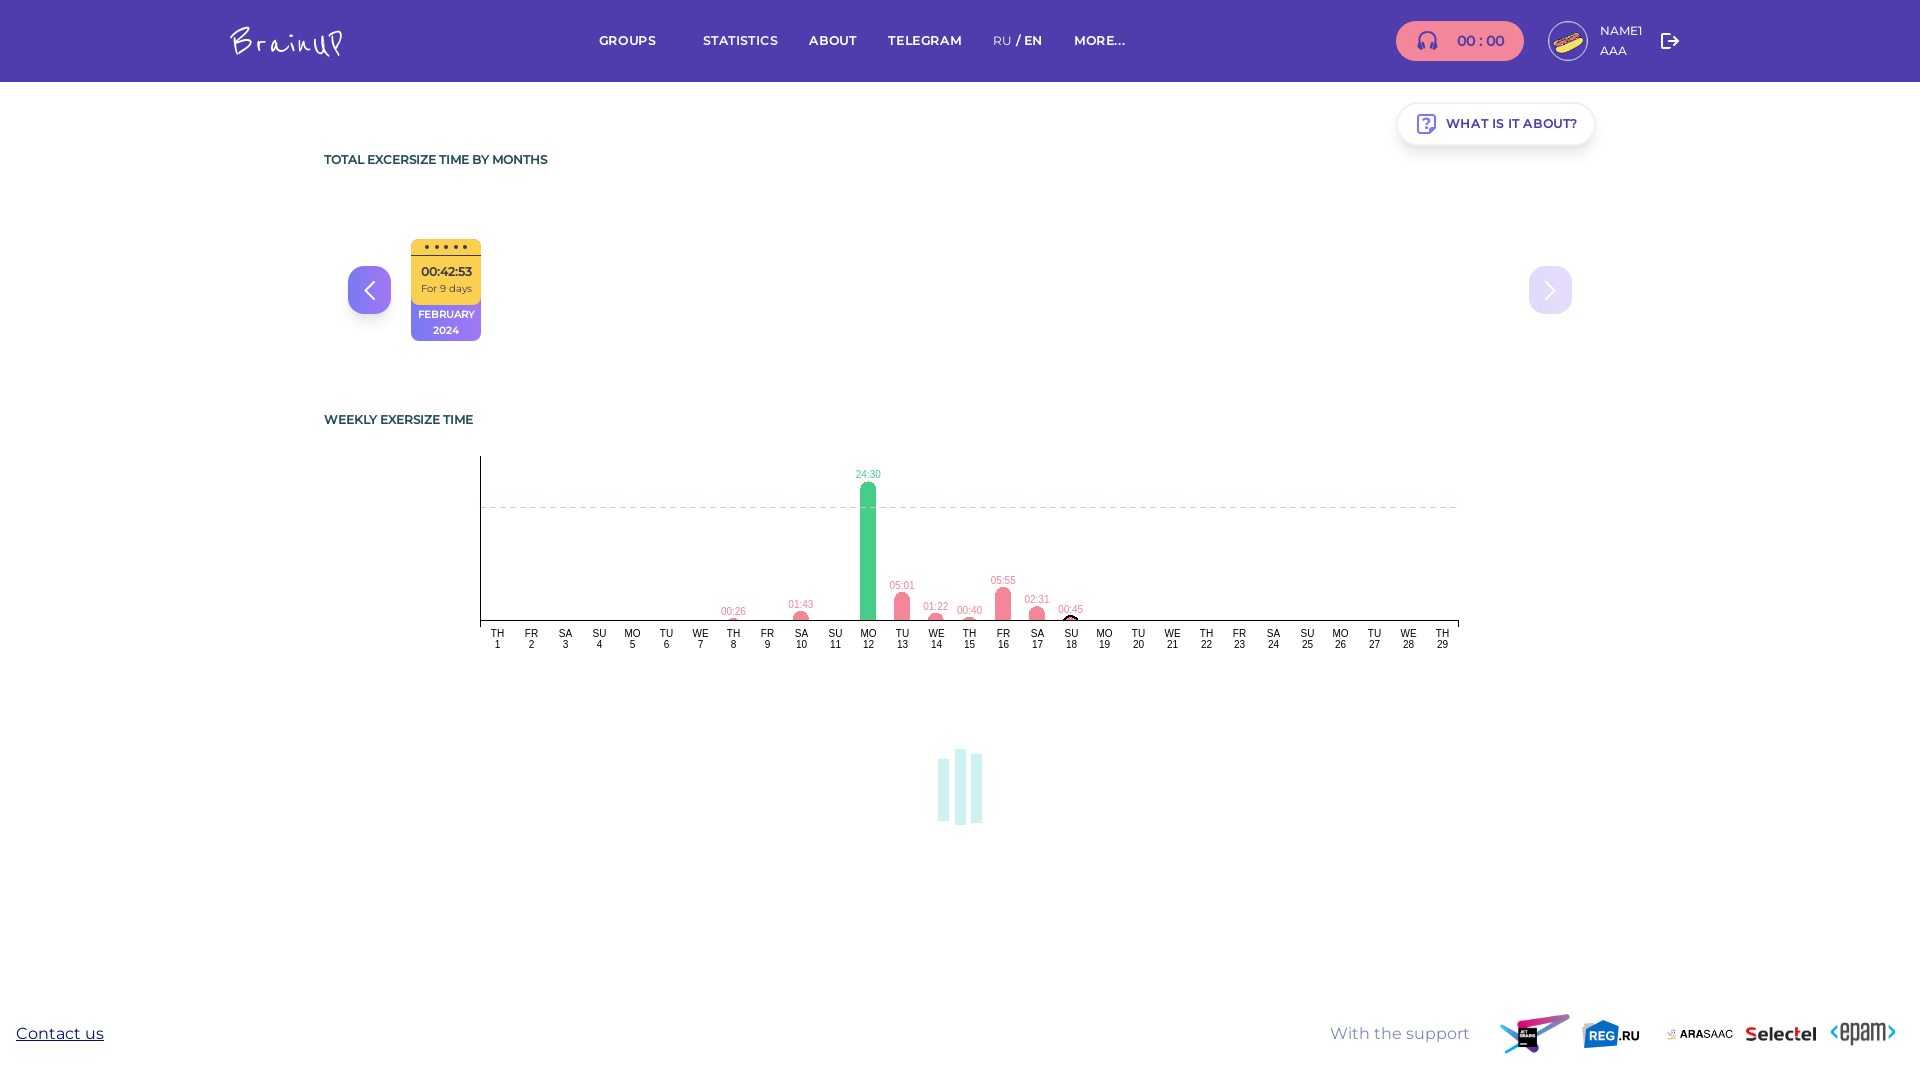 BrainUP
GROUPS STATISTICS ABOUT TELEGRAM RU / EN MORE...
00 : 00
NAME1
AAA
WHAT IS IT ABOUT?
TOTAL EXCERSIZE TIME BY MONTHS
00:42:53
For 9 days
FEBRUARY
2024
WEEKLY EXERSIZE TIME
00:26 01:43 24:30 05:01 01:22 00:40 05:55 02:31 00:45
TH FR SA SU MO TU WE TH FR SA SU MO TU WE TH FR SA SU MO TU WE TH FR SA SU MO TU WE TH
1 2 3 4 5 6 7 8 9 10 11 12 13 14 15 16 17 18 19 20 21 22 23 24 25 26 27 28 29
Contact us
With the support
JET
BRAINS
REG.RU
ARASAAC
Selectel
<epam>